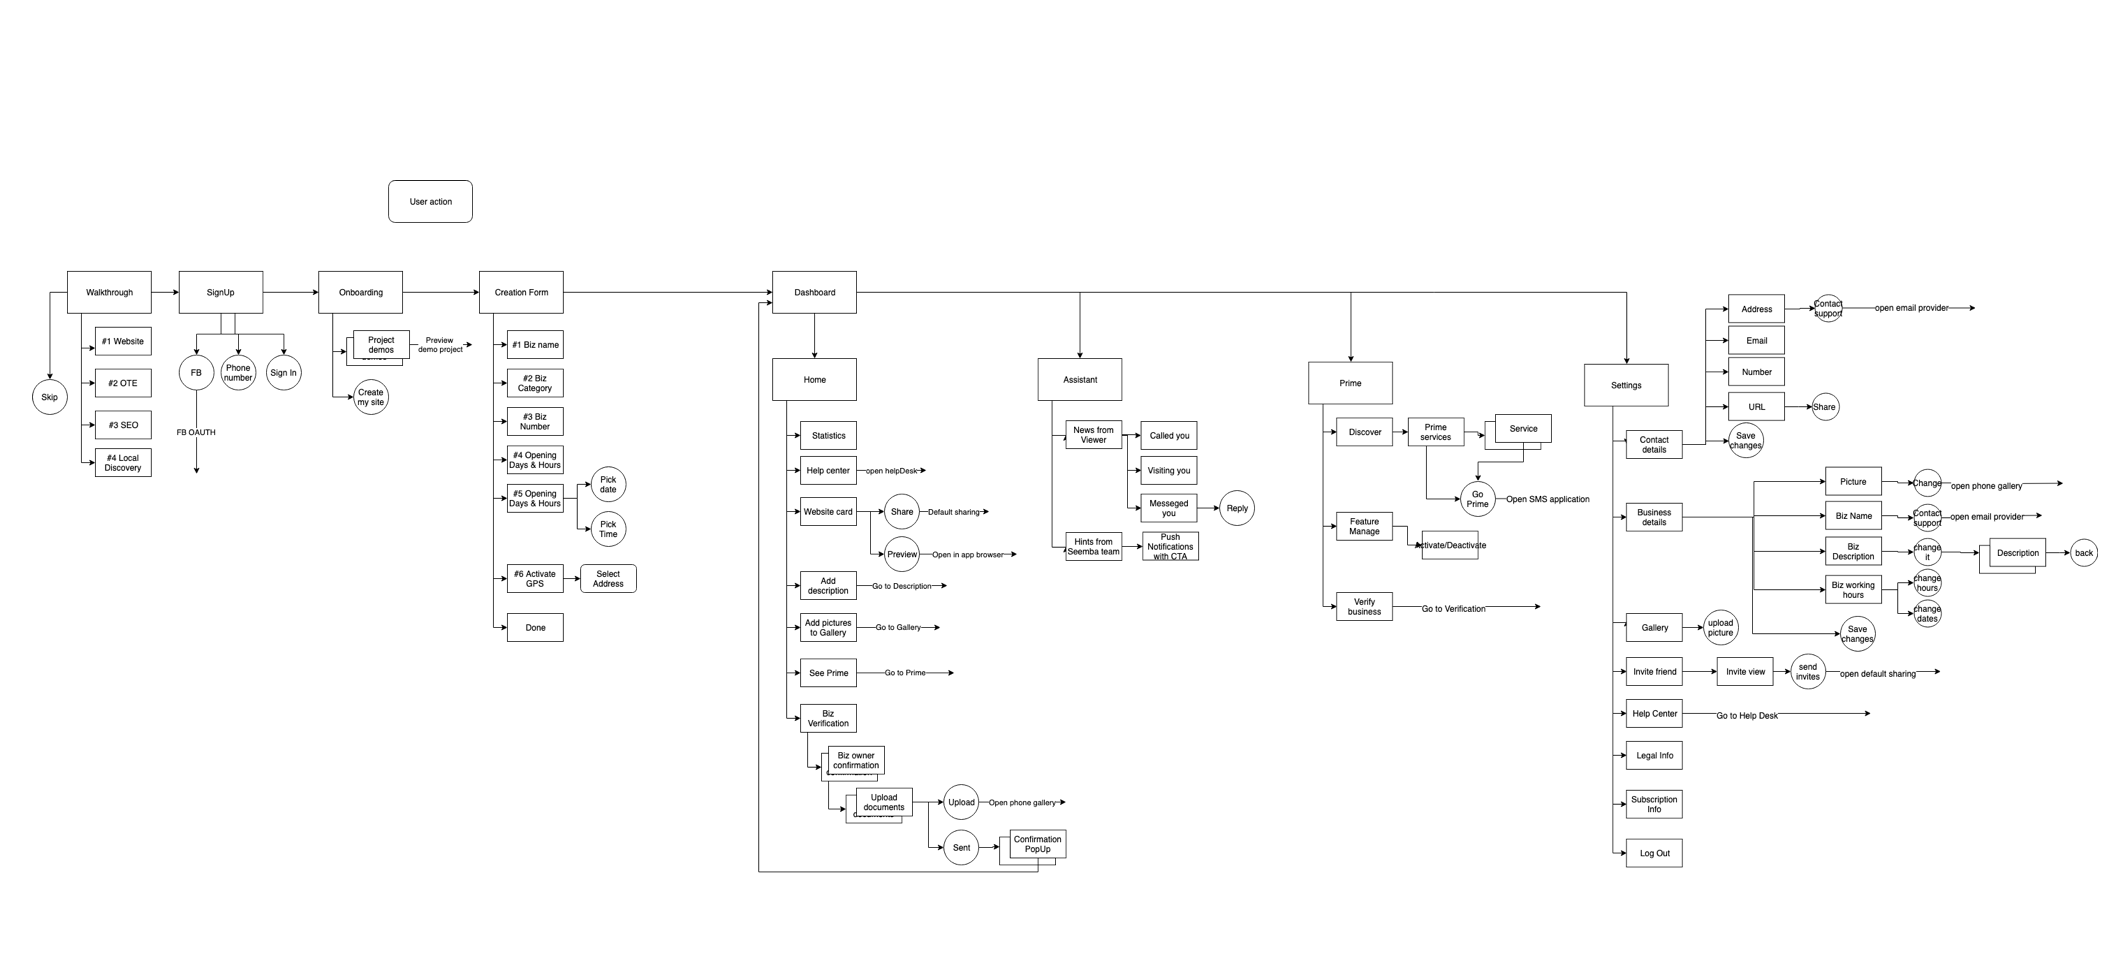 User action
Walkthrough
#1 Website
#2 OTE
#3 SEO
#4 Local
Discovery
Skip
SignUp
FB
Phone
number
Sign In
FB OAUTH
Onboarding
Project
demos
Preview
demo project
Create
my site
Creation Form
#1 Biz name
#2 Biz
Category
#3 Biz
Number
#4 Opening
Days & Hours
#5 Opening
Days & Hours
Pick
date
Pick
Time
#6 Activate
GPS
Select
Address
Done
Dashboard
Home
Statistics
Help center
open helpDesk
Website card
Share
Default sharing
Preview
Open in app browser
Add
description
Go to Description
Add pictures
to Gallery
Go to Gallery
See Prime
Go to Prime
Biz
Verification
Biz owner
confirmation
Upload
documents
Upload
Open phone gallery
Sent
Confirmation
PopUp
Assistant
News from
Viewer
Called you
Visiting you
Messeged
you
Reply
Hints from
Seemba team
Push
Notifications
with CTA
Prime
Discover
Prime
services
Service
Go
Prime
Open SMS application
Feature
Manage
Activate/Deactivate
Verify
business
Go to Verification
Settings
Contact
details
Address
Contact
support
open email provider
Email
Number
URL
Share
Save
changes
Business
details
Picture
Change
open phone gallery
Biz Name
Contact
support
open email provider
Biz
Description
change
it
Description
back
Biz working
hours
change
hours
change
dates
Save
changes
Gallery
upload
picture
Invite friend
Invite view
send
invites
open default sharing
Help Center
Go to Help Desk
Legal Info
Subscription
Info
Log Out